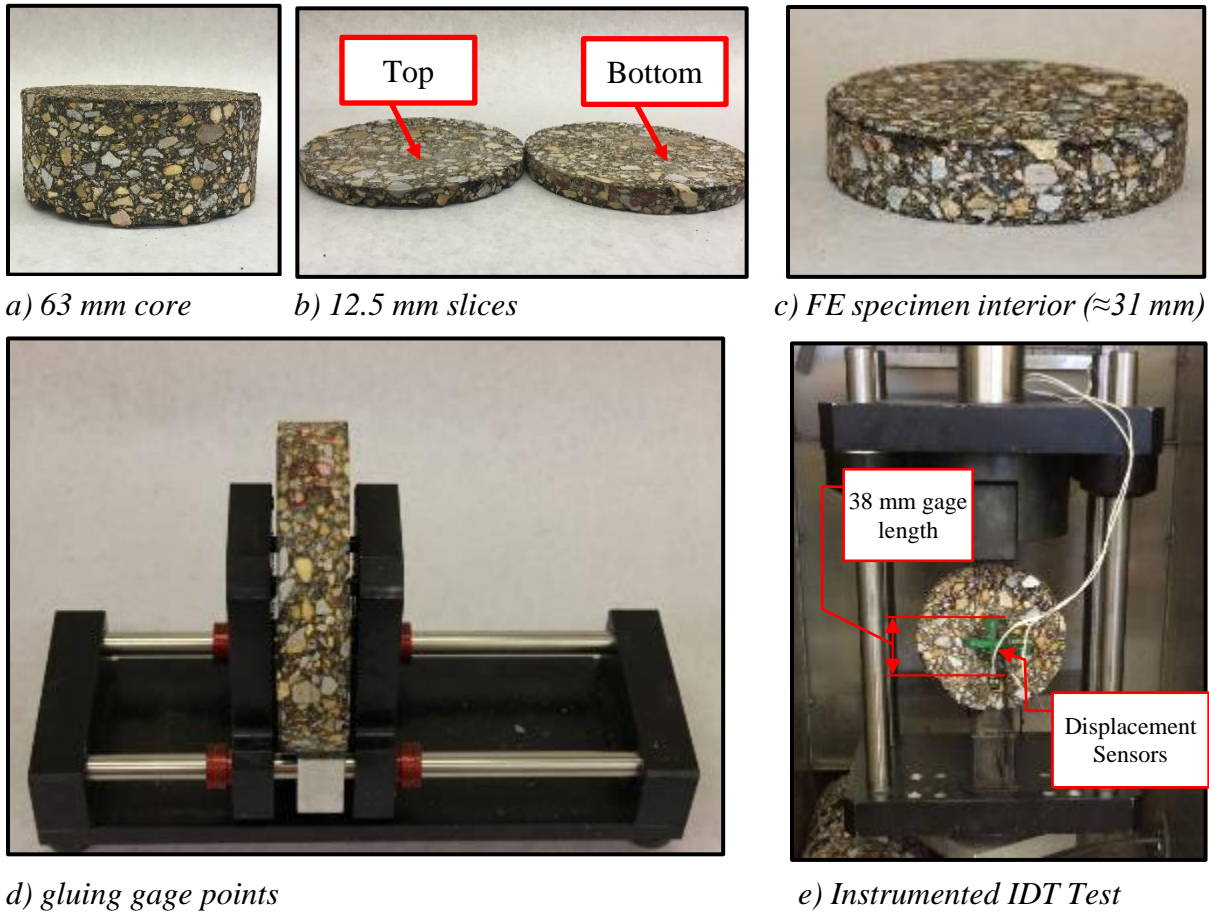 Top
Bottom
a) 63 mm core
b) 12.5 mm slices
c) FE specimen interior (≈31 mm)
38 mm gage
length
Displacement
Sensors
d) gluing gage points
e) Instrumented IDT Test